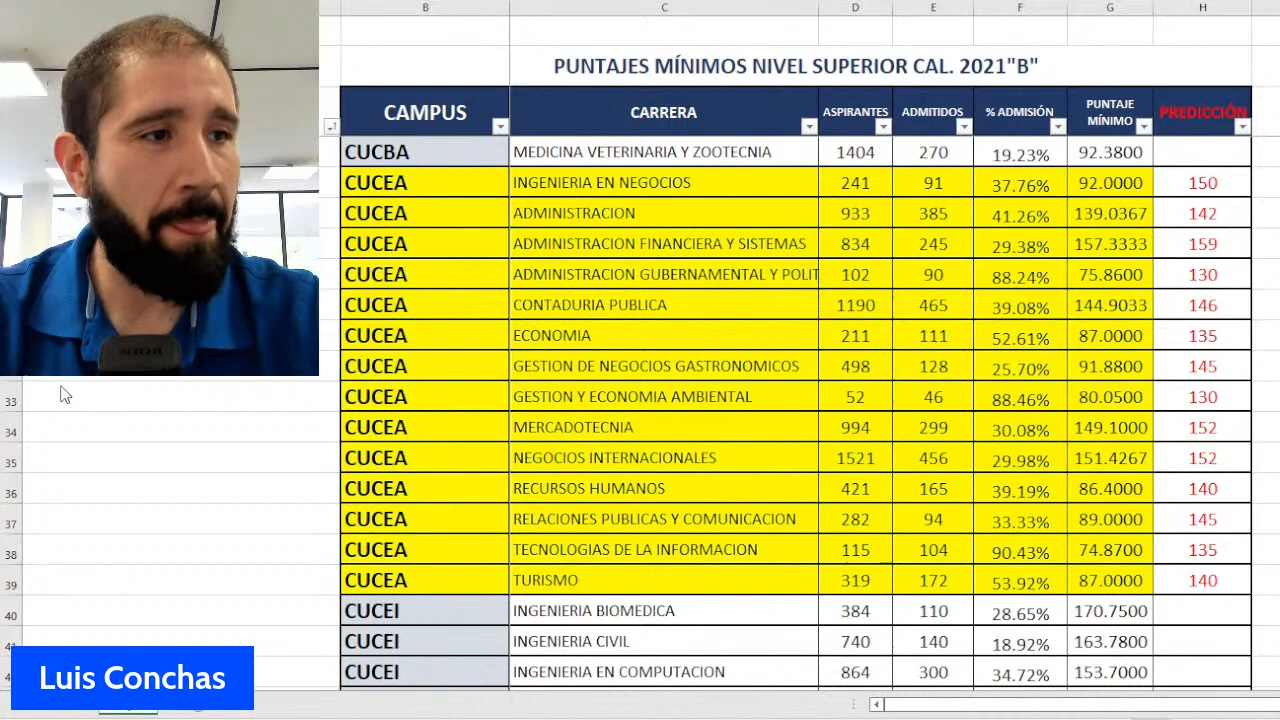 B C D E F G H
PUNTAJES MÍNIMOS NIVEL SUPERIOR CAL. 2021"B"
CAMPUS CARRERA ASPIRANTES ADMITIDOS % ADMISIÓN PUNTAJE MÍNIMO PREDICCIÓN
CUCBA MEDICINA VETERINARIA Y ZOOTECNIA 1404 270 19.23% 92.3800
CUCEA INGENIERIA EN NEGOCIOS 241 91 37.76% 92.0000 150
CUCEA ADMINISTRACION 933 385 41.26% 139.0367 142
CUCEA ADMINISTRACION FINANCIERA Y SISTEMAS 834 245 29.38% 157.3333 159
CUCEA ADMINISTRACION GUBERNAMENTAL Y POLIT 102 90 88.24% 75.8600 130
CUCEA CONTADURIA PUBLICA 1190 465 39.08% 144.9033 146
CUCEA ECONOMIA 211 111 52.61% 87.0000 135
CUCEA GESTION DE NEGOCIOS GASTRONOMICOS 498 128 25.70% 91.8800 145
33 CUCEA GESTION Y ECONOMIA AMBIENTAL 52 46 88.46% 80.0500 130
34 CUCEA MERCADOTECNIA 994 299 30.08% 149.1000 152
35 CUCEA NEGOCIOS INTERNACIONALES 1521 456 29.98% 151.4267 152
36 CUCEA RECURSOS HUMANOS 421 165 39.19% 86.4000 140
37 CUCEA RELACIONES PUBLICAS Y COMUNICACION 282 94 33.33% 89.0000 145
38 CUCEA TECNOLOGIAS DE LA INFORMACION 115 104 90.43% 74.8700 135
39 CUCEA TURISMO 319 172 53.92% 87.0000 140
40 CUCEI INGENIERIA BIOMEDICA 384 110 28.65% 170.7500
CUCEI INGENIERIA CIVIL 740 140 18.92% 163.7800
CUCEI INGENIERIA EN COMPUTACION 864 300 34.72% 153.7000
Luis Conchas